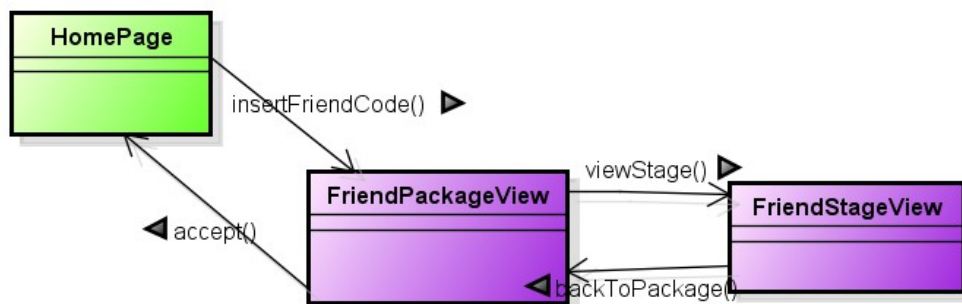 HomePage
insertFriendCode()
viewStage()
FriendPackageView
FriendStageView
accept()
backToPackage()